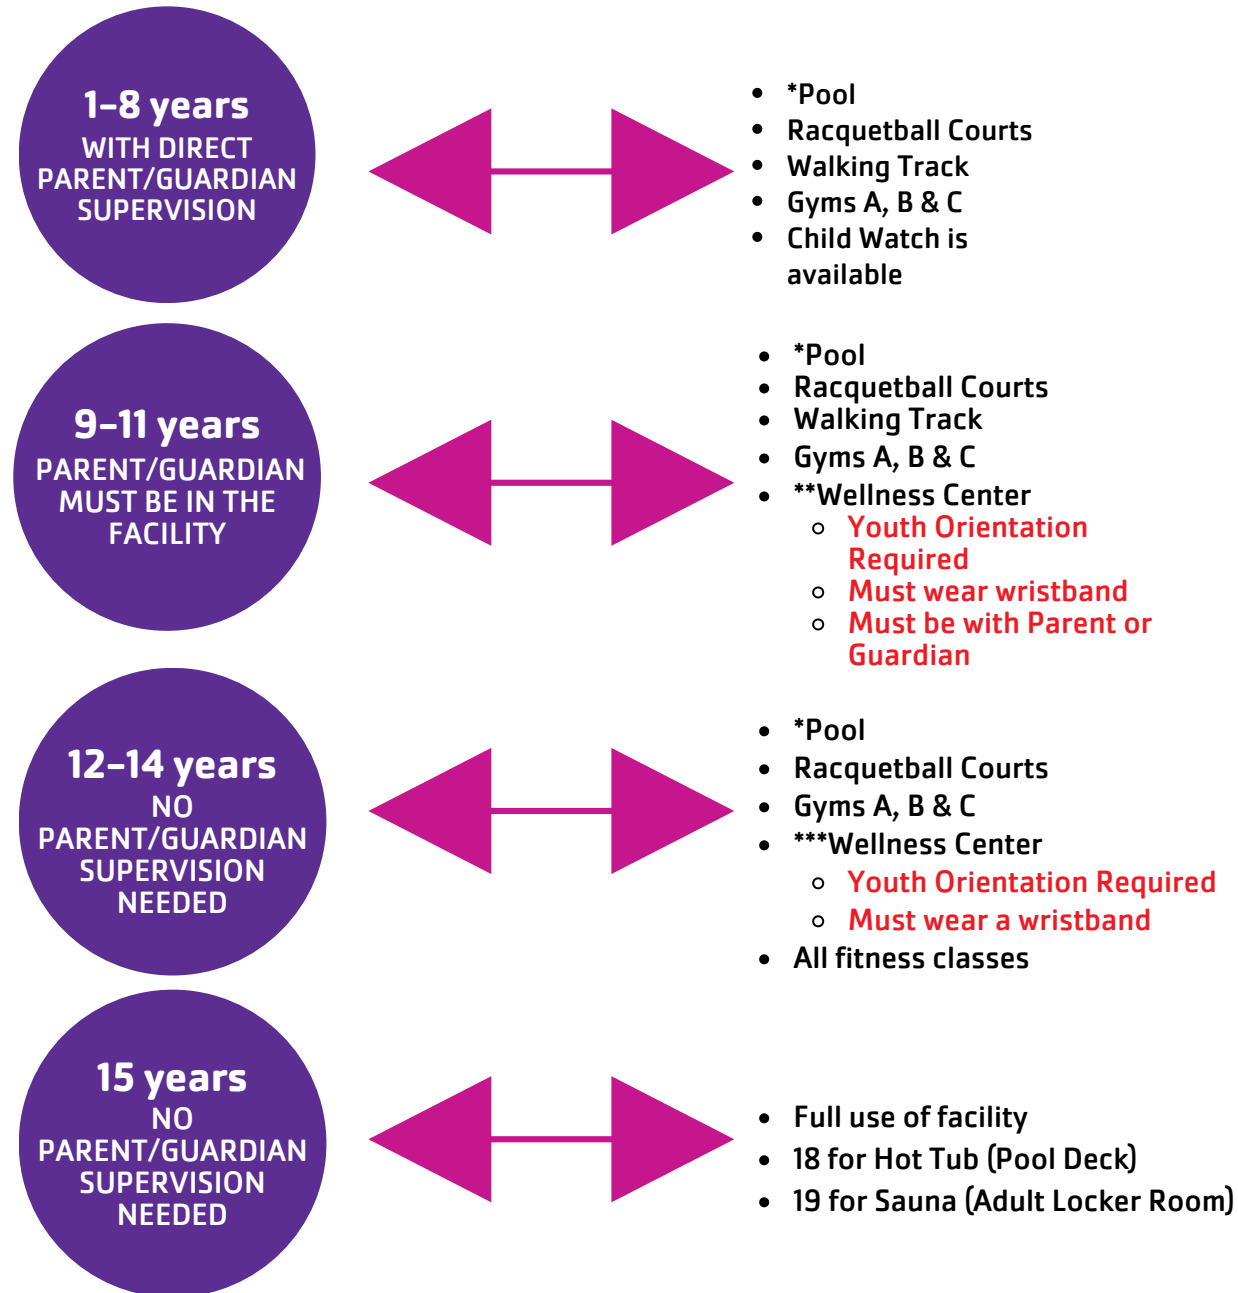 1-8 years
WITH DIRECT
PARENT/GUARDIAN
SUPERVISION
*Pool
Racquetball Courts
Walking Track
Gyms A, B & C
Child Watch is
available
9-11 years
PARENT/GUARDIAN
MUST BE IN THE
FACILITY
*Pool
Racquetball Courts
Walking Track
Gyms A, B & C
**Wellness Center
Youth Orientation
Required
Must wear wristband
Must be with Parent or
Guardian
12-14 years
NO
PARENT/GUARDIAN
SUPERVISION
NEEDED
*Pool
Racquetball Courts
Gyms A, B & C
***Wellness Center
Youth Orientation Required
Must wear a wristband
All fitness classes
15 years
NO
PARENT/GUARDIAN
SUPERVISION
NEEDED
Full use of facility
18 for Hot Tub (Pool Deck)
19 for Sauna (Adult Locker Room)